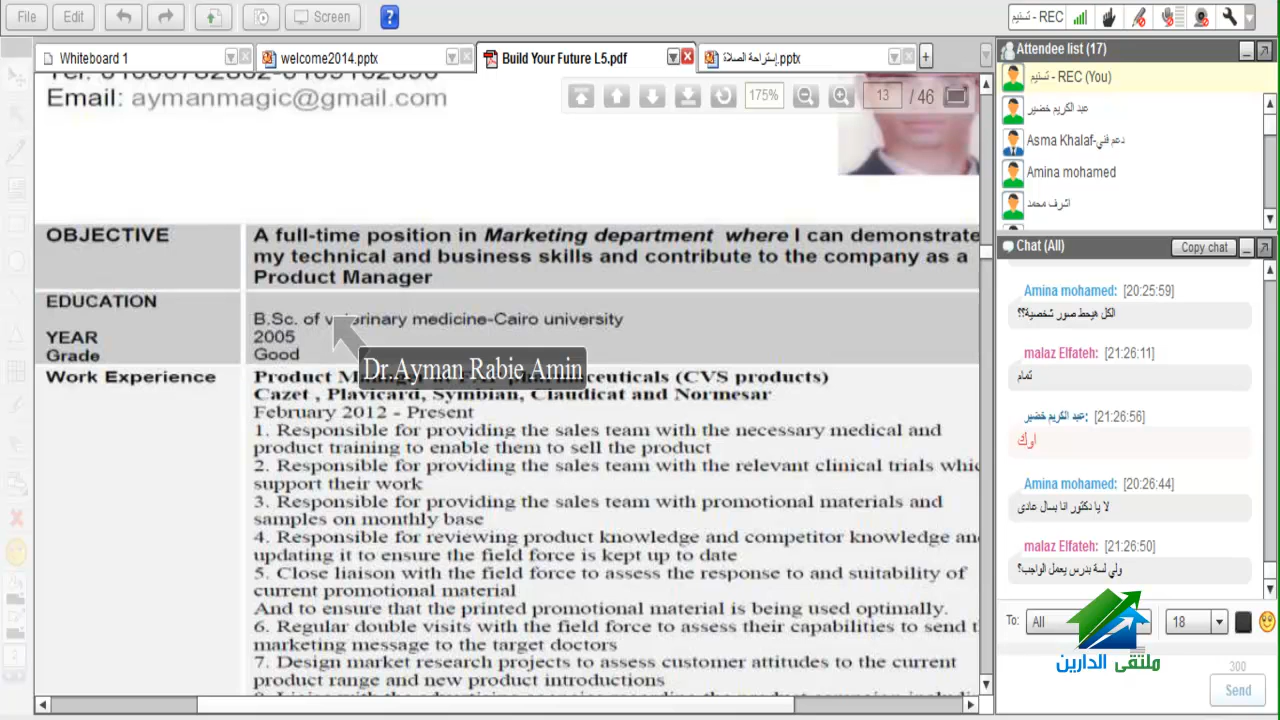 File Edit Screen تسنيم - REC
Whiteboard 1 welcome2014.pptx Build Your Future L5.pdf إستراحة الصلاة.pptx
Email: aymanmagic@gmail.com
175% 13 / 46
OBJECTIVE
A full-time position in Marketing department where I can demonstrate
my technical and business skills and contribute to the company as a
Product Manager
EDUCATION
B.Sc. of veterinary medicine-Cairo university
YEAR 2005
Grade Good
Dr.Ayman Rabie Amin
Work Experience
Product (CVS products)
Cazet , Plavicard, Symbian, Claudicat and Normesar
February 2012 - Present
1. Responsible for providing the sales team with the necessary medical and
product training to enable them to sell the product
2. Responsible for providing the sales team with the relevant clinical trials whic
support their work
3. Responsible for providing the sales team with promotional materials and
samples on monthly base
4. Responsible for reviewing product knowledge and competitor knowledge an
updating it to ensure the field force is kept up to date
5. Close liaison with the field force to assess the response to and suitability of
current promotional material
And to ensure that the printed promotional material is being used optimally.
6. Regular double visits with the field force to assess their capabilities to send t
marketing message to the target doctors
7. Design market research projects to assess customer attitudes to the current
product range and new product introductions
Attendee list (17)
تسنيم - REC (You)
عبد الكريم خضير
Asma Khalaf-دعم فني
Amina mohamed
اشرف محمد
Chat (All) Copy chat
Amina mohamed: [20:25:59]
الكل هيحط صور شخصية؟؟
malaz Elfateh: [21:26:11]
تمام
عبد الكريم خضير: [21:26:56]
اوك
Amina mohamed: [20:26:44]
لا يا دكتور انا بسال عادى
malaz Elfateh: [21:26:50]
ولي لسة بدرس يعمل الواجب؟
To: All 18
ملتقى الدارين
300
Send